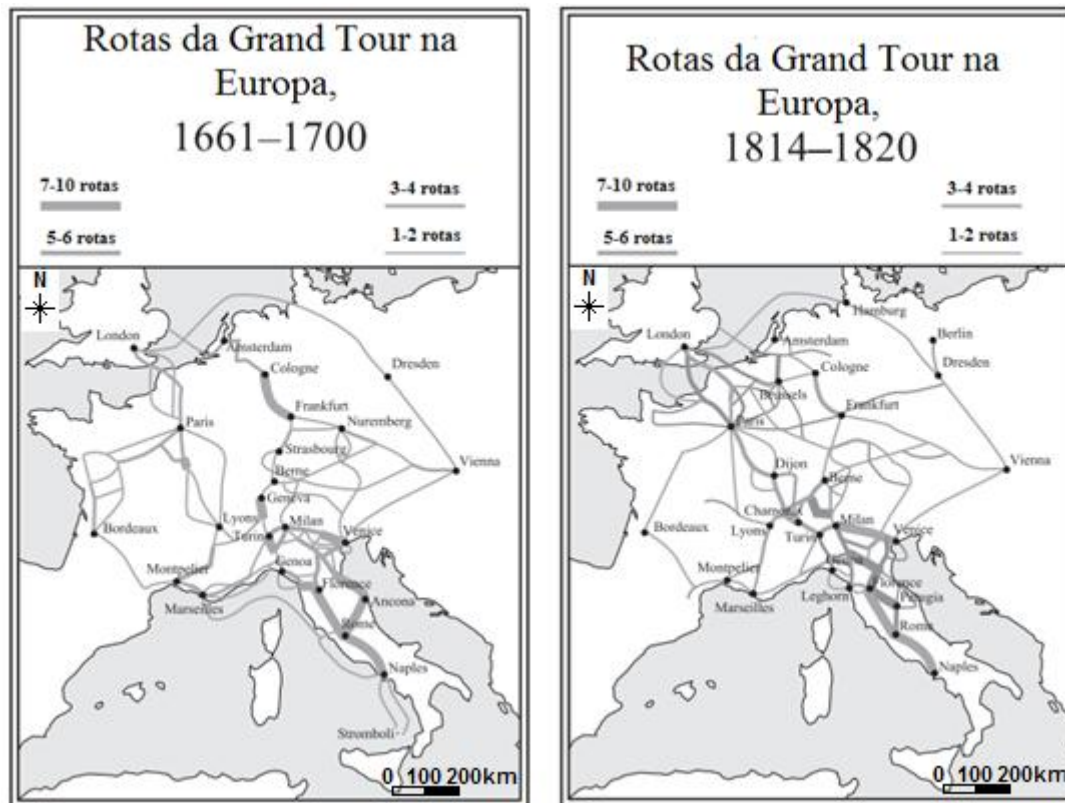 Rotas da Grand Tour na
Europa,
1661–1700
7-10 rotas
3-4 rotas
5-6 rotas
1-2 rotas
N
London
Amsterdam
Cologne
Dresden
Frankfurt
Paris
Nuremberg
Strasbourg
Vienna
Berne
Geneva
Bordeaux
Lyons
Milan
Venice
Turin
Genoa
Montpelier
Florence
Marseilles
Ancona
Rome
Naples
Stromboli
0 100 200km
Rotas da Grand Tour na
Europa,
1814–1820
7-10 rotas
3-4 rotas
5-6 rotas
1-2 rotas
N
Hamburg
London
Berlin
Amsterdam
Dresden
Cologne
Brussels
Frankfurt
Paris
Dijon
Vienna
Berne
Bordeaux
Lyons
Milan
Venice
Turin
Montpelier
Florence
Leghorn
Perugia
Marseilles
Rome
Naples
0 100 200km